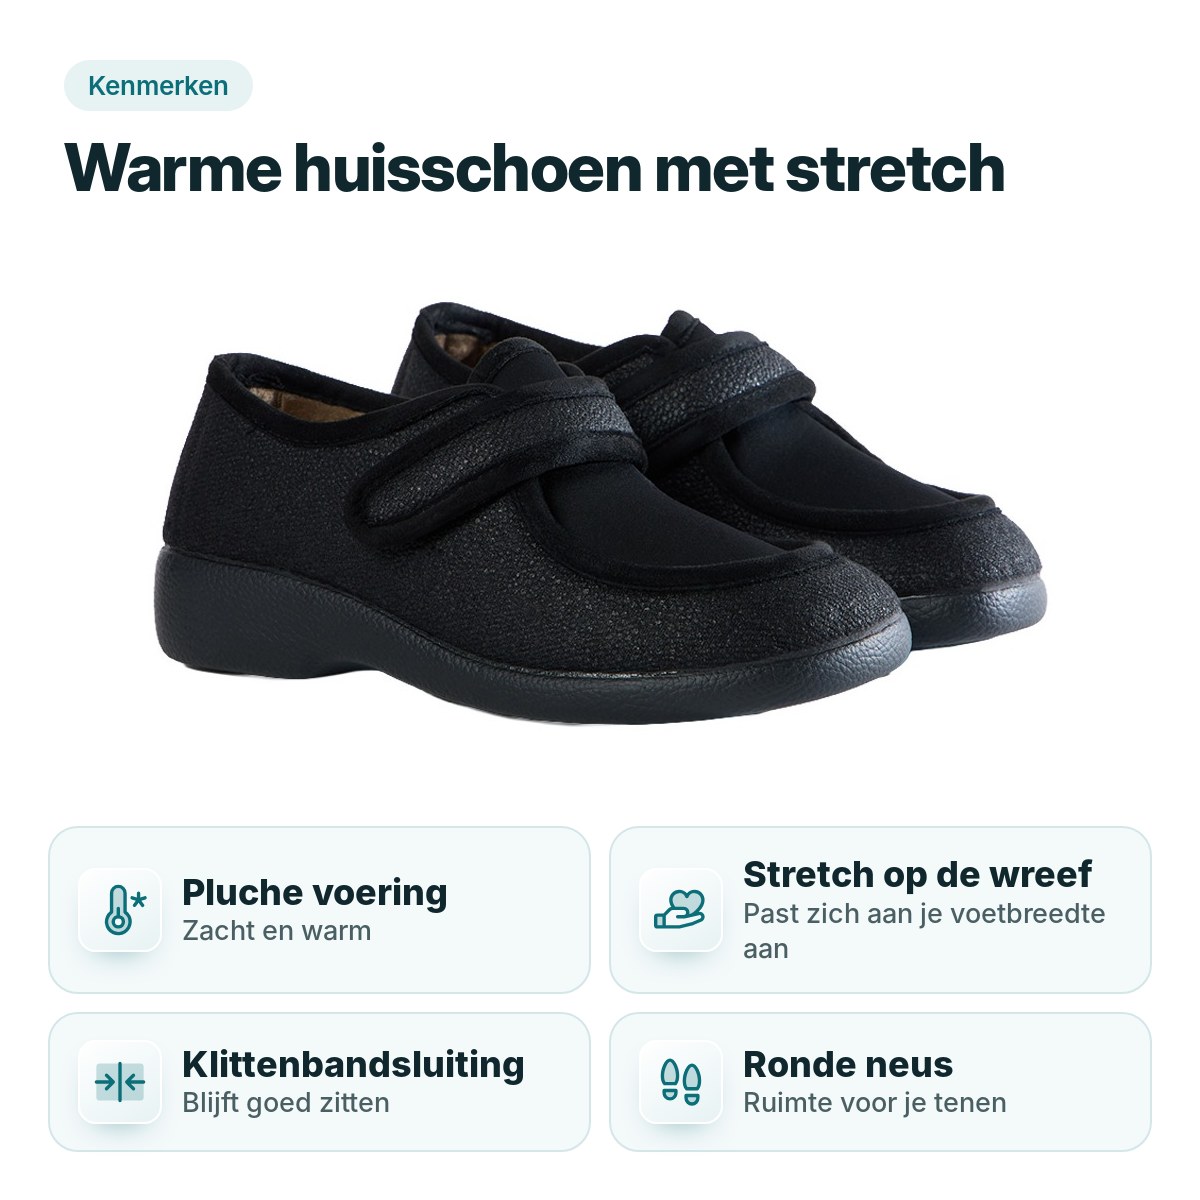 Kenmerken
Warme huisschoen met stretch
Pluche voering
Zacht en warm
Stretch op de wreef
Past zich aan je voetbreedte
aan
Klittenbandsluiting
Blijft goed zitten
Ronde neus
Ruimte voor je tenen